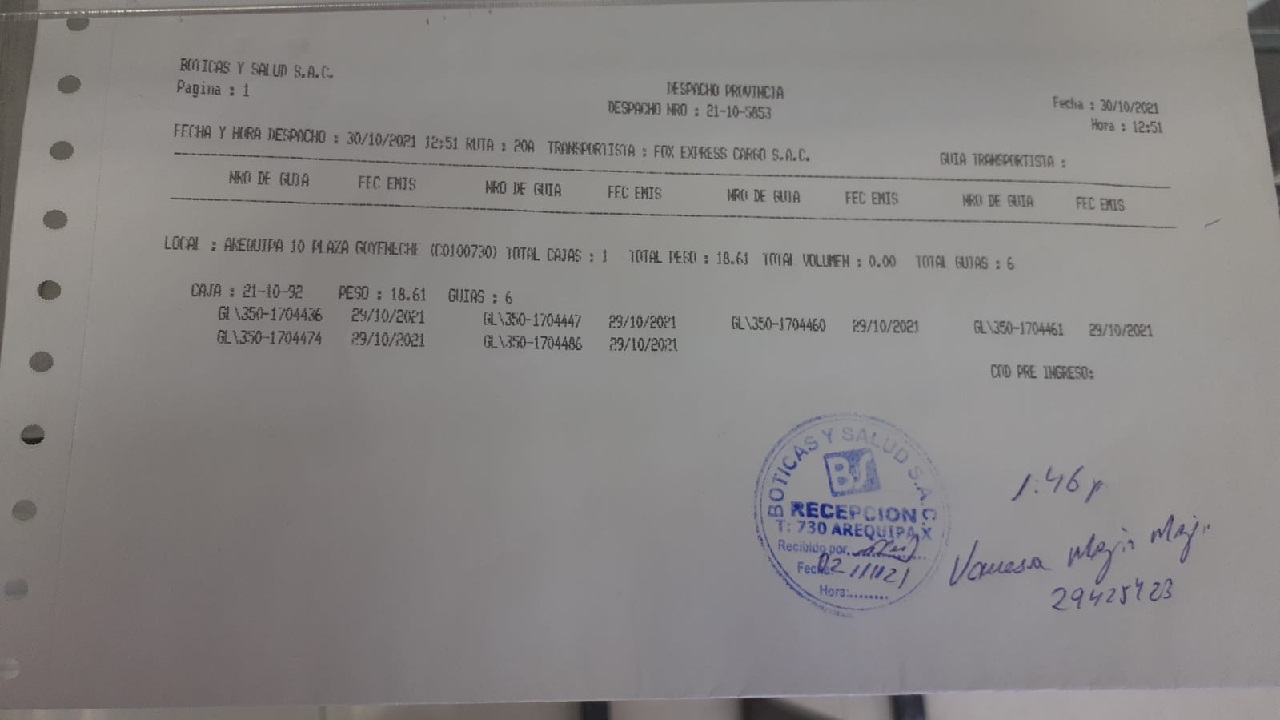 BOTICAS Y SALUD S.A.C.
Pagina : 1
DESPACHO PROVINCIA
DESPACHO NRO : 21-10-5853
Fecha : 30/10/2021
Hora : 12:51
FECHA Y HORA DESPACHO : 30/10/2021 12:51 RUTA : 20A TRANSPORTISTA : FOX EXPRESS CARGO S.A.C. GUIA TRANSPORTISTA :
NRO DE GUIA FEC EMIS NRO DE GUIA FEC EMIS NRO DE GUIA FEC EMIS NRO DE GUIA FEC EMIS
LOCAL : AREQUIPA 10 PLAZA GOYENECHE (C0100730) TOTAL CAJAS : 1 TOTAL PESO : 18.61 TOTAL VOLUMEN : 0.00 TOTAL GUIAS : 6
CAJA : 21-10-92 PESO : 18.61 GUIAS : 6
GL\350-1704436 29/10/2021 GL\350-1704447 29/10/2021 GL\350-1704460 29/10/2021 GL\350-1704461 29/10/2021
GL\350-1704474 29/10/2021 GL\350-1704486 29/10/2021
COD PRE INGRESO:
BOTICAS Y SALUD S.A.C.
BS
RECEPCION
T: 730 AREQUIPA X
Recibido por:
Fecha: 02/11/21
Hora:........
1:46 p
Vanessa
29425423